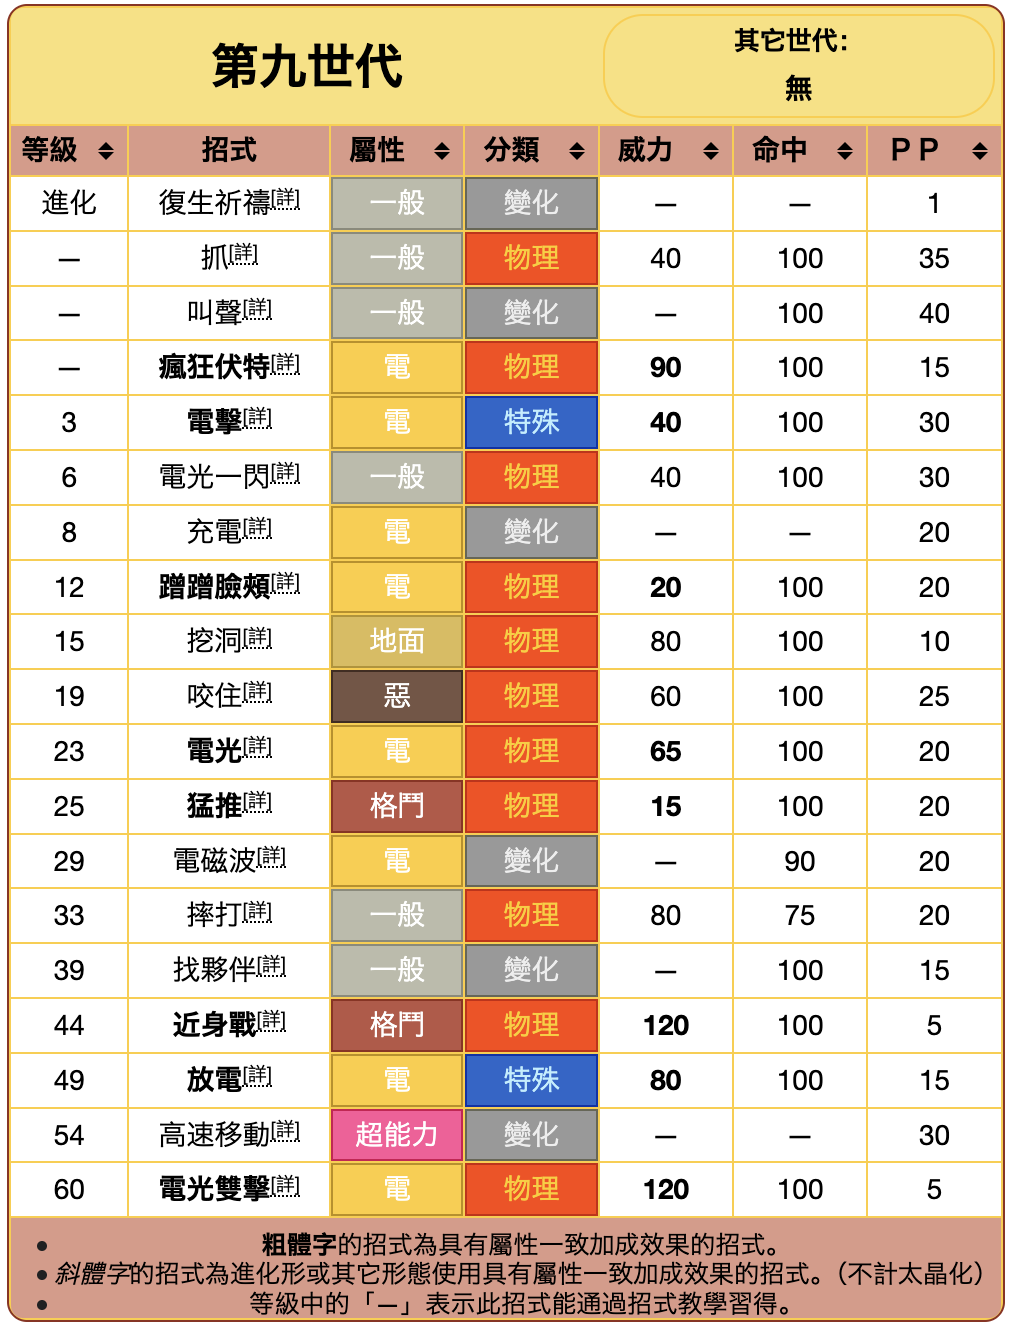 第九世代
其它世代：
無
等級 招式 屬性 分類 威力 命中 ＰＰ
進化 復生祈禱[詳] 一般 變化 — — 1
— 抓[詳] 一般 物理 40 100 35
— 叫聲[詳] 一般 變化 — 100 40
— 瘋狂伏特[詳] 電 物理 90 100 15
3 電擊[詳] 電 特殊 40 100 30
6 電光一閃[詳] 一般 物理 40 100 30
8 充電[詳] 電 變化 — — 20
12 蹭蹭臉頰[詳] 電 物理 20 100 20
15 挖洞[詳] 地面 物理 80 100 10
19 咬住[詳] 惡 物理 60 100 25
23 電光[詳] 電 物理 65 100 20
25 猛推[詳] 格鬥 物理 15 100 20
29 電磁波[詳] 電 變化 — 90 20
33 摔打[詳] 一般 物理 80 75 20
39 找夥伴[詳] 一般 變化 — 100 15
44 近身戰[詳] 格鬥 物理 120 100 5
49 放電[詳] 電 特殊 80 100 15
54 高速移動[詳] 超能力 變化 — — 30
60 電光雙擊[詳] 電 物理 120 100 5
• 粗體字的招式為具有屬性一致加成效果的招式。
• 斜體字的招式為進化形或其它形態使用具有屬性一致加成效果的招式。（不計太晶化）
• 等級中的「—」表示此招式能通過招式教學習得。